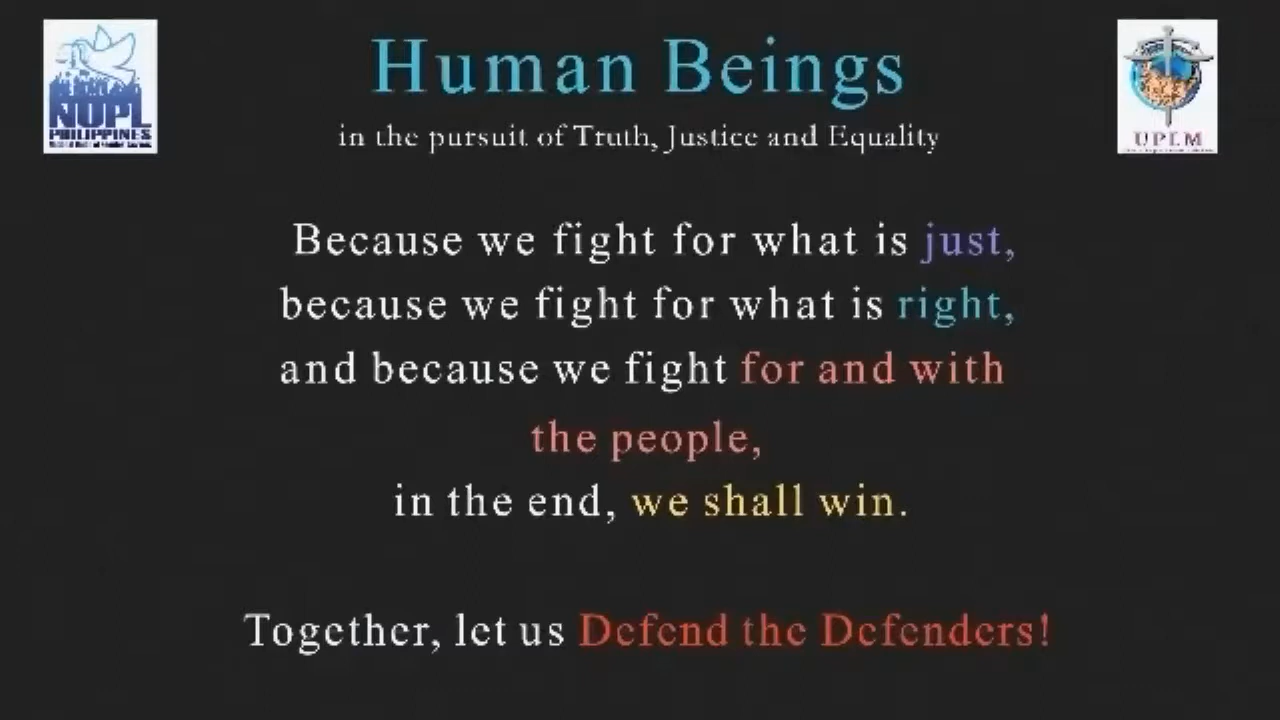 Human Beings
in the pursuit of Truth, Justice and Equality
NUPL
PHILIPPINES
UPLM
Because we fight for what is just,
because we fight for what is right,
and because we fight for and with
the people,
in the end, we shall win.
Together, let us Defend the Defenders!